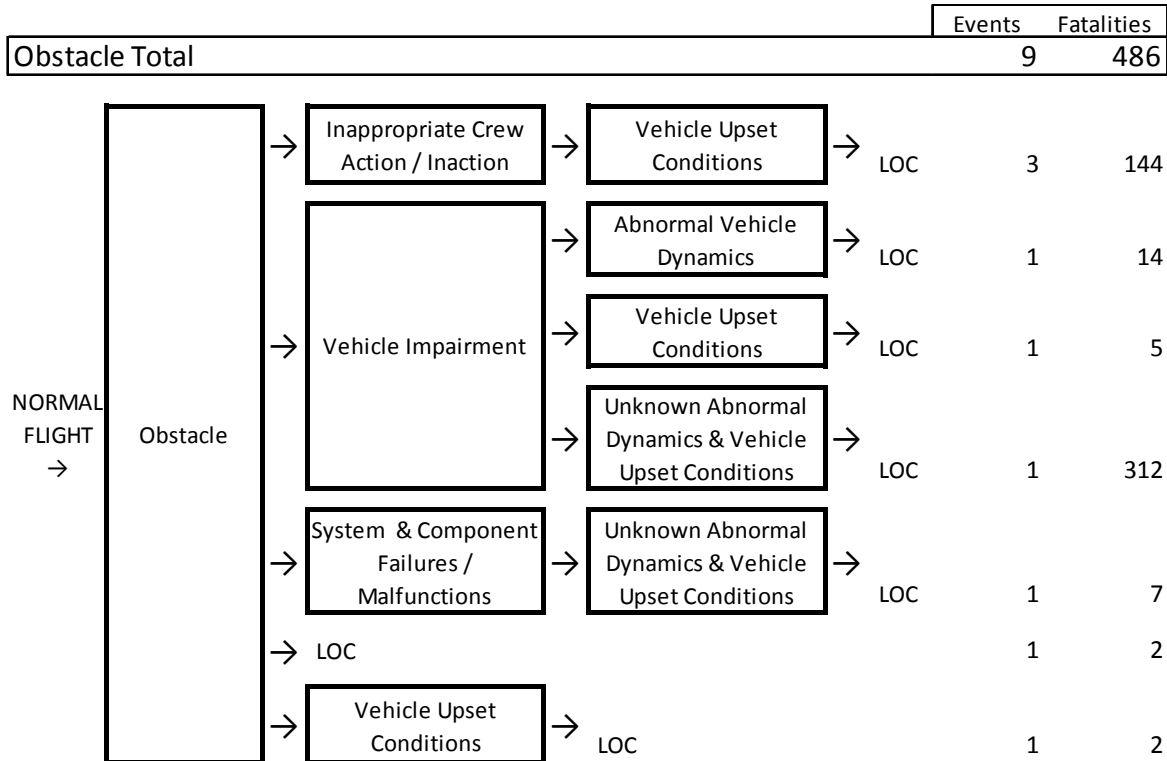 Events Fatalities
Obstacle Total 9 486
Inappropriate Crew
Action / Inaction
→
Vehicle Upset
Conditions
→ LOC 3 144
Vehicle Impairment
Abnormal Vehicle
Dynamics
→ LOC 1 14
Vehicle Upset
Conditions
→ LOC 1 5
NORMAL
FLIGHT
→
Obstacle
Unknown Abnormal
Dynamics & Vehicle
Upset Conditions
→ LOC 1 312
System & Component
Failures /
Malfunctions
→
Unknown Abnormal
Dynamics & Vehicle
Upset Conditions
→ LOC 1 7
→ LOC 1 2
Vehicle Upset
Conditions
→ LOC 1 2